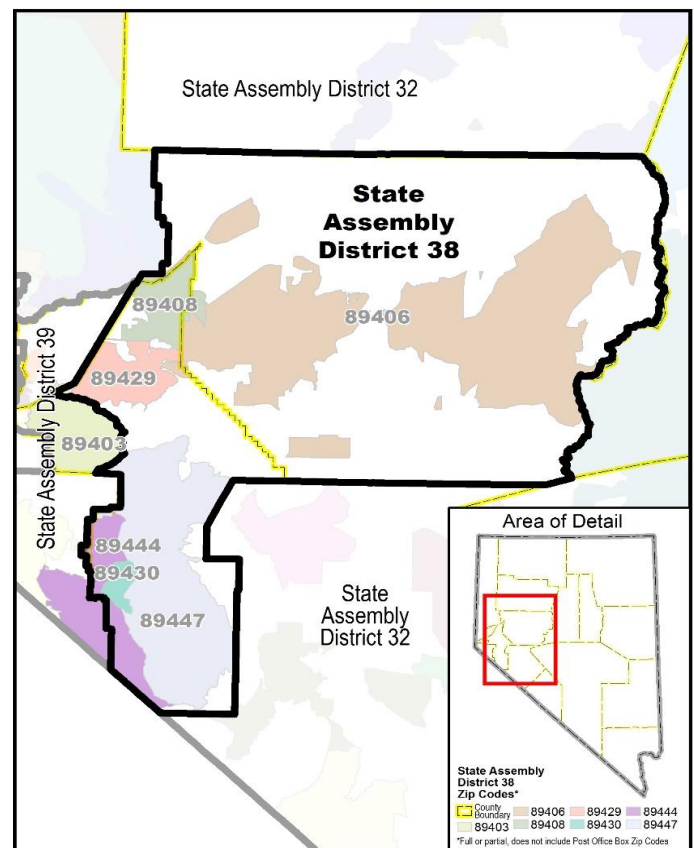 State Assembly District 32
State
Assembly
District 38
89408
89406
State Assembly District 39
89429
89403
89444
89430
89447
State
Assembly
District 32
Area of Detail
State Assembly
District 38
Zip Codes*
County
Boundary
89406
89429
89444
89403
89408
89430
89447
*Full or partial, does not include Post Office Box Zip Codes